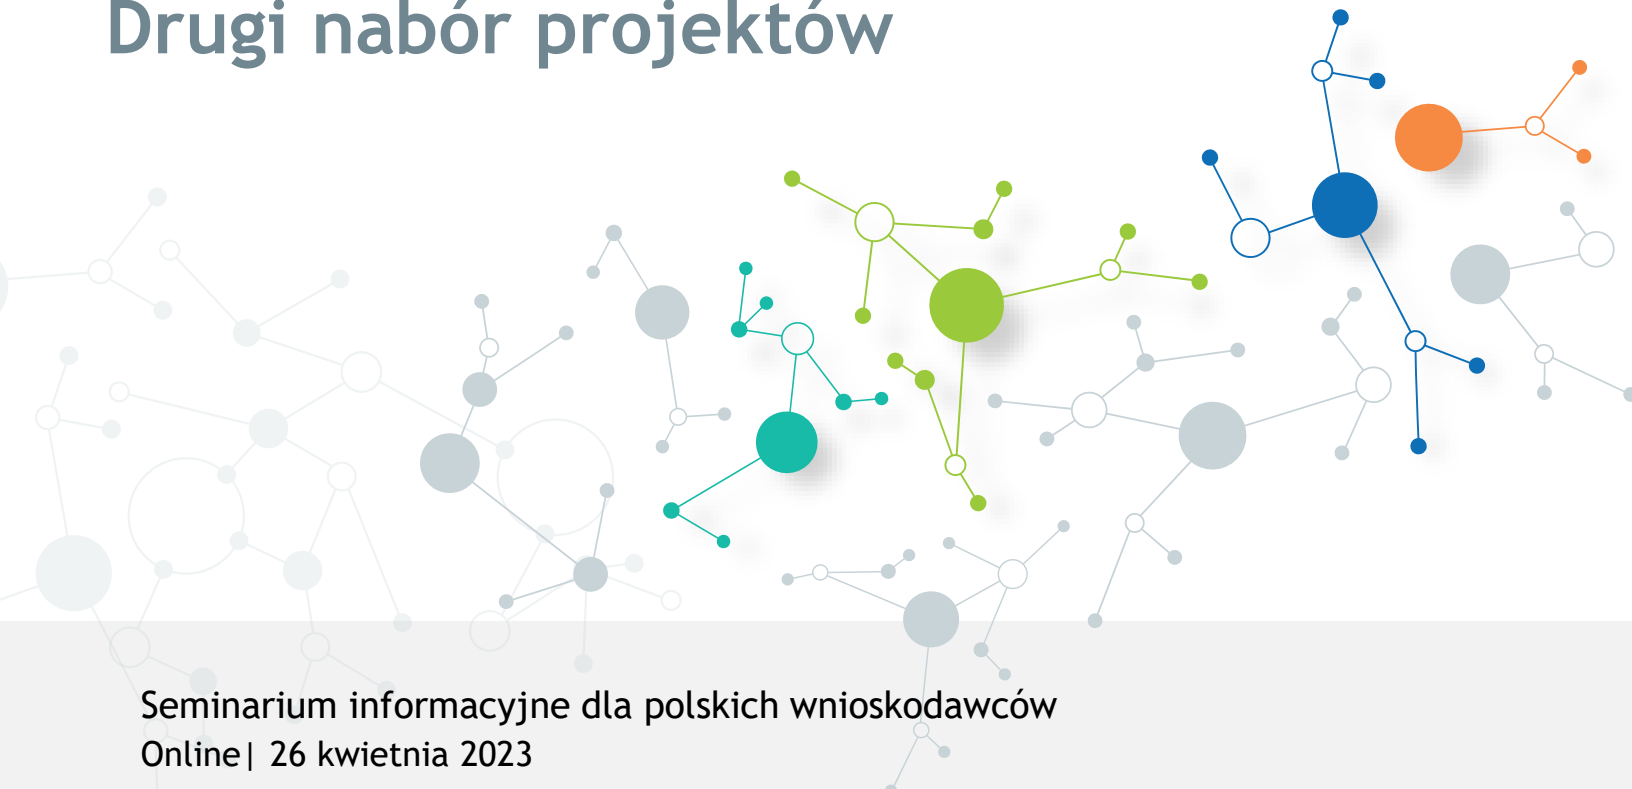 Drugi nabór projektów
Seminarium informacyjne dla polskich wnioskodawców
Online| 26 kwietnia 2023